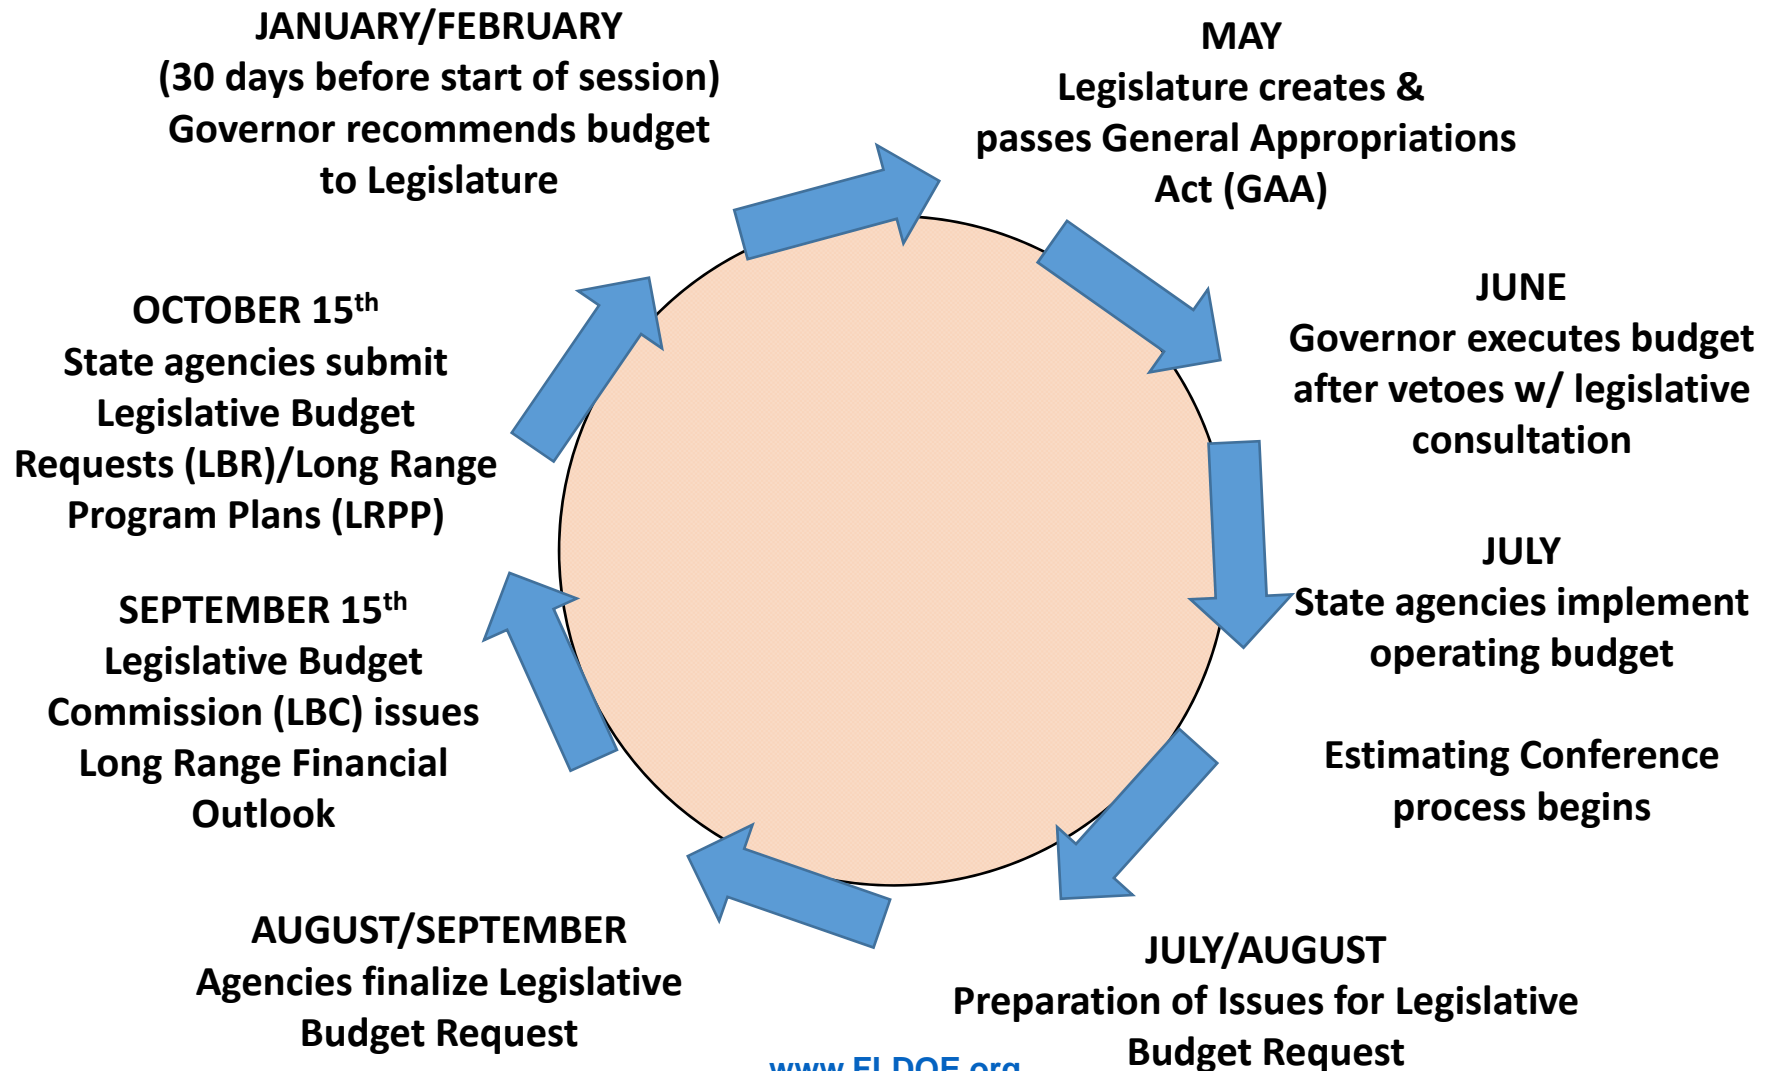 JANUARY/FEBRUARY
(30 days before start of session)
Governor recommends budget
to Legislature
MAY
Legislature creates &
passes General Appropriations
Act (GAA)
JUNE
Governor executes budget
after vetoes w/ legislative
consultation
JULY
State agencies implement
operating budget
Estimating Conference
process begins
JULY/AUGUST
Preparation of Issues for Legislative
Budget Request
AUGUST/SEPTEMBER
Agencies finalize Legislative
Budget Request
SEPTEMBER 15th
Legislative Budget
Commission (LBC) issues
Long Range Financial
Outlook
OCTOBER 15th
State agencies submit
Legislative Budget
Requests (LBR)/Long Range
Program Plans (LRPP)
www.FLDOE.org